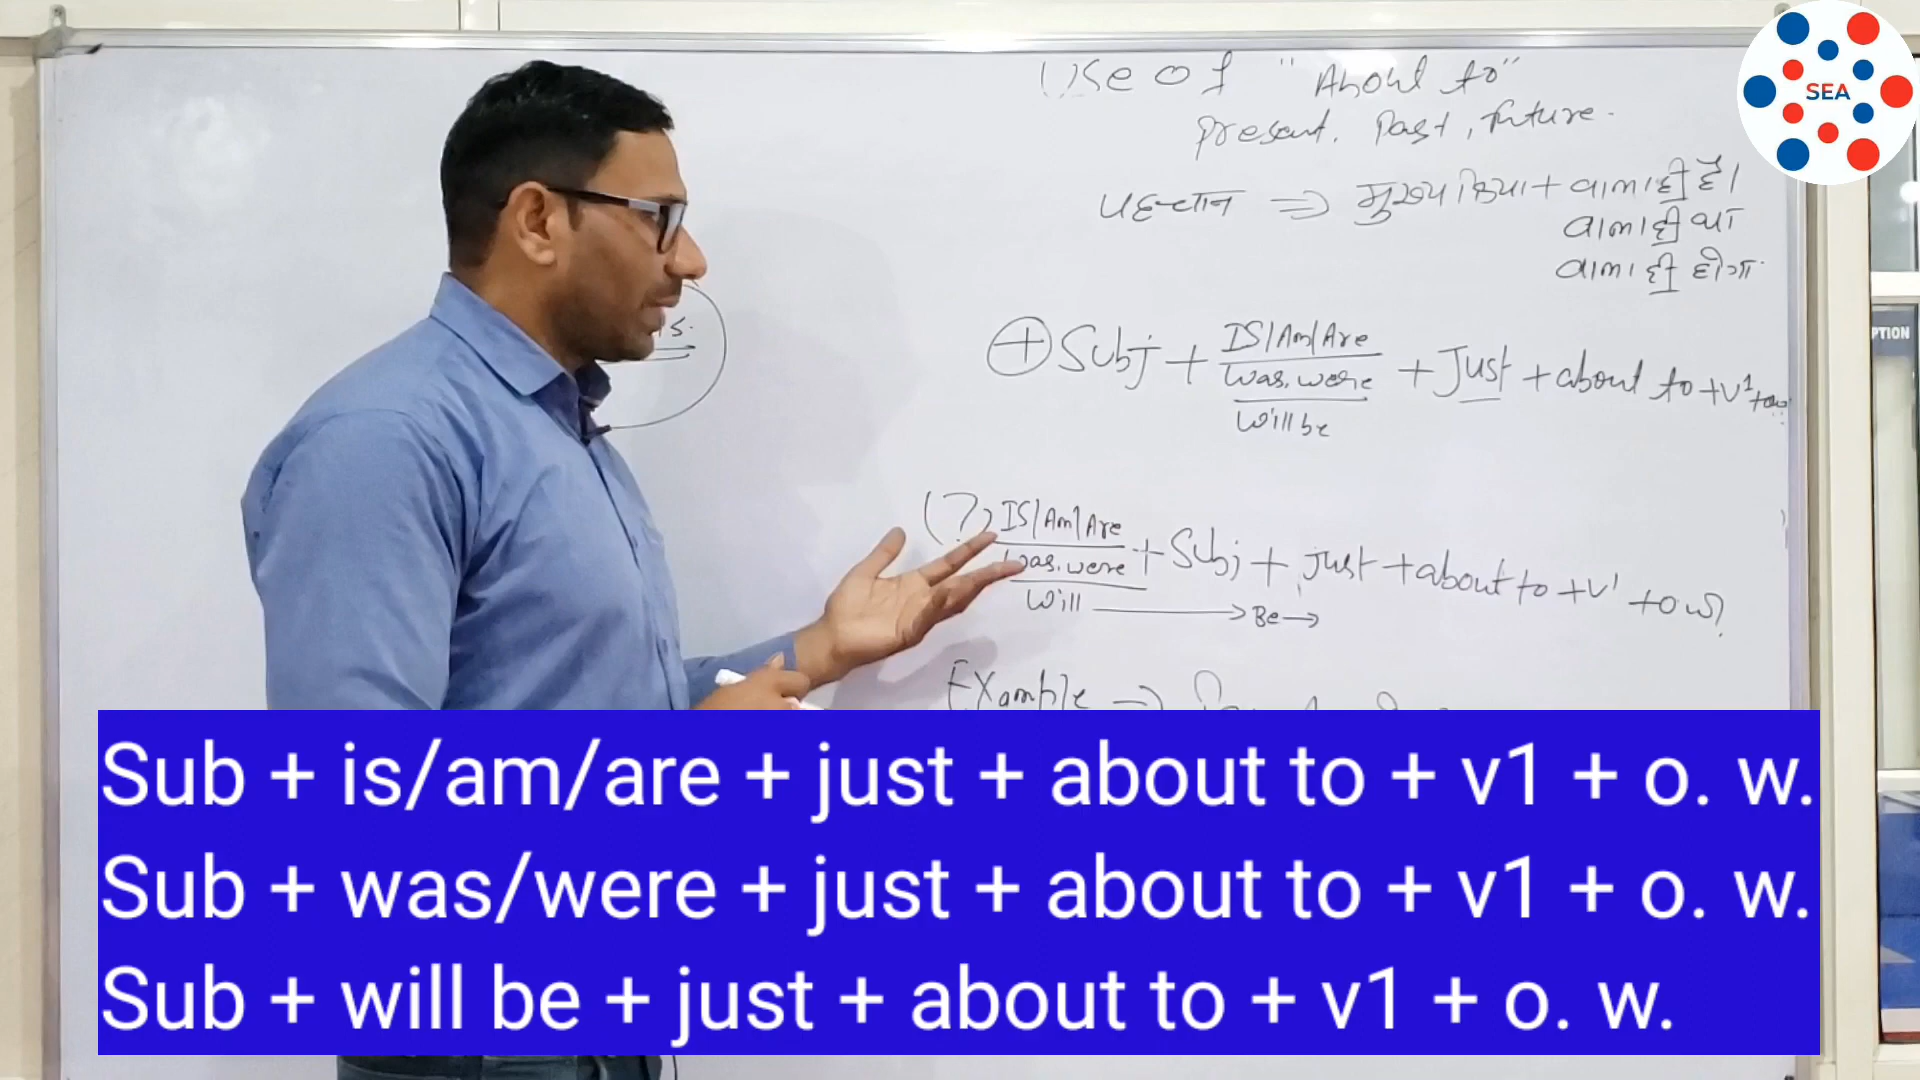 Use of "About to"
Present. Past, future.
पहचान ⇒ मुख्य क्रिया + वाला ही है।
वाला ही था
वाला ही होगा
(+) Subj + Is/Am/Are + Just + about to + v1 + ow
was. were
will be
(?) Is/Am/Are + Subj + just + about to + v1 + ow?
was. were
will → Be →
Example →
SEA
PTION
Sub + is/am/are + just + about to + v1 + o. w.
Sub + was/were + just + about to + v1 + o. w.
Sub + will be + just + about to + v1 + o. w.